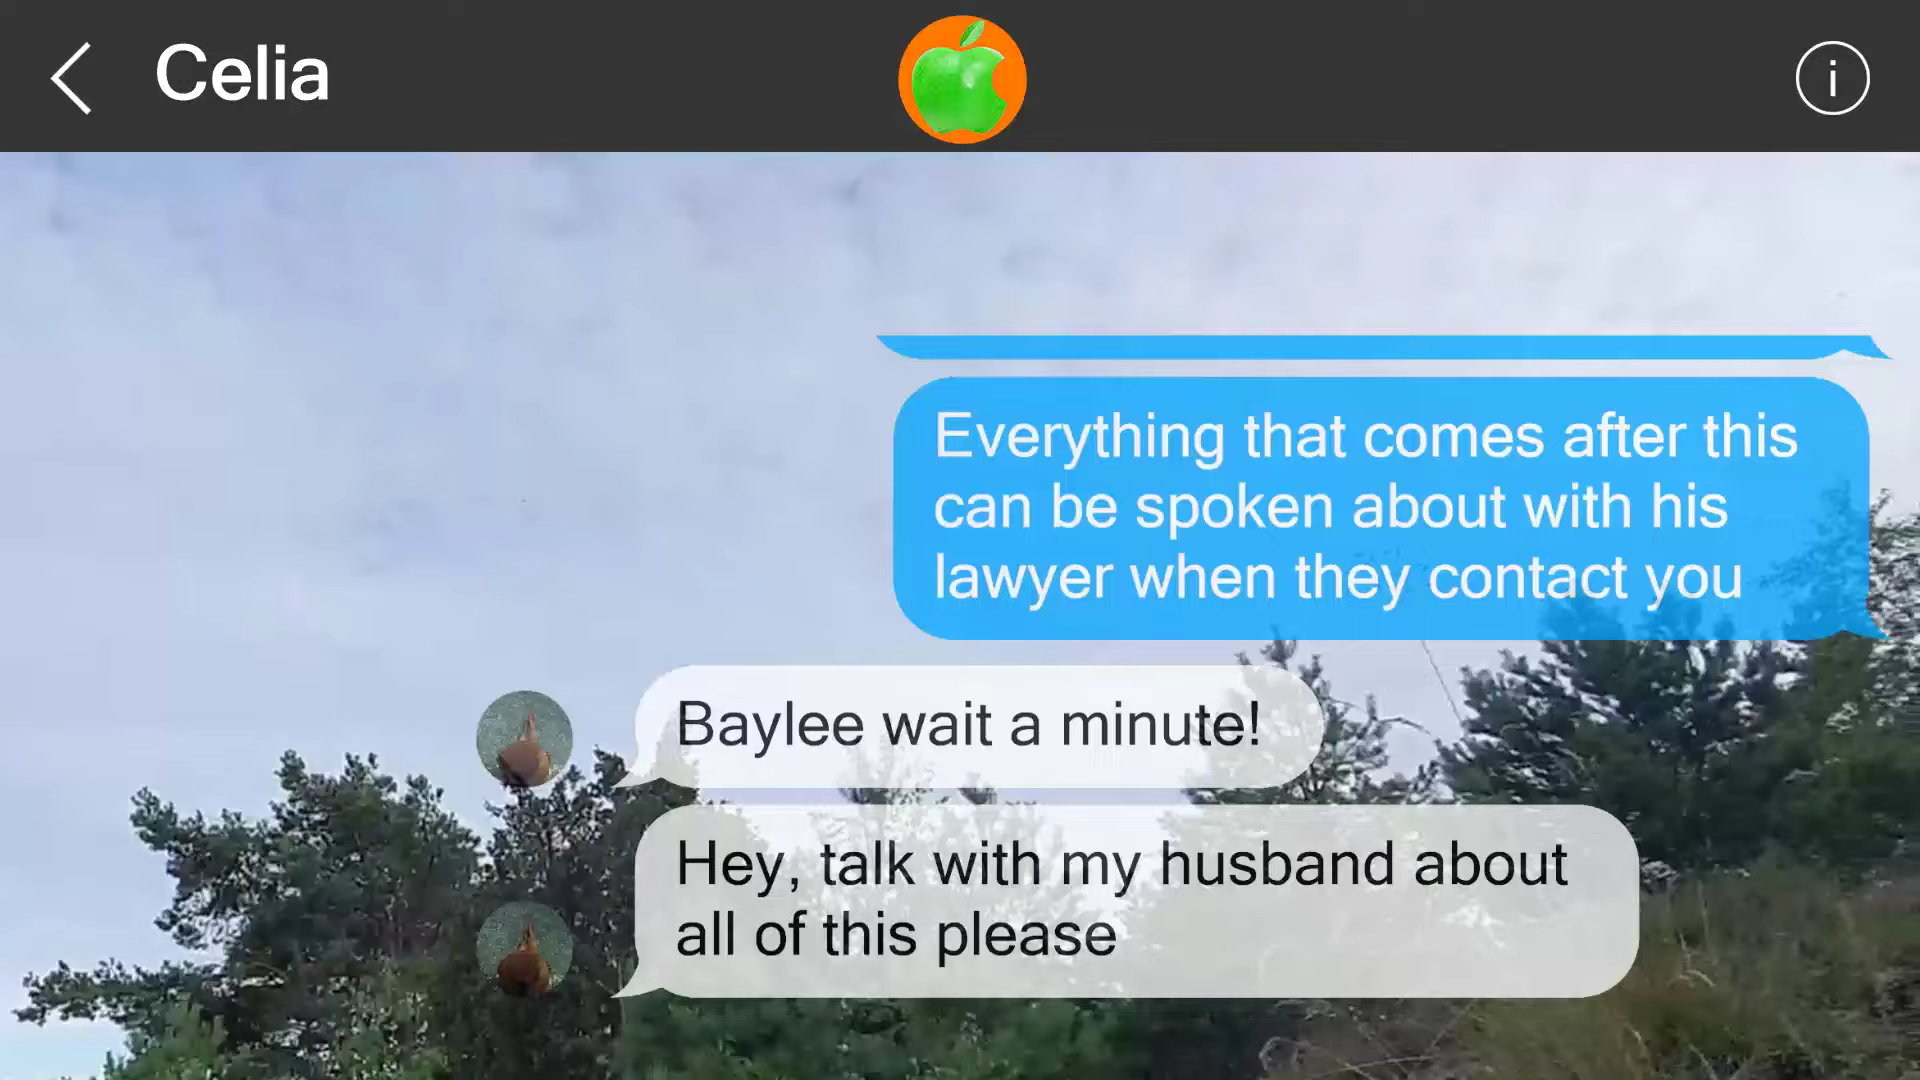 Celia
i
Everything that comes after this
can be spoken about with his
lawyer when they contact you
Baylee wait a minute!
Hey, talk with my husband about
all of this please